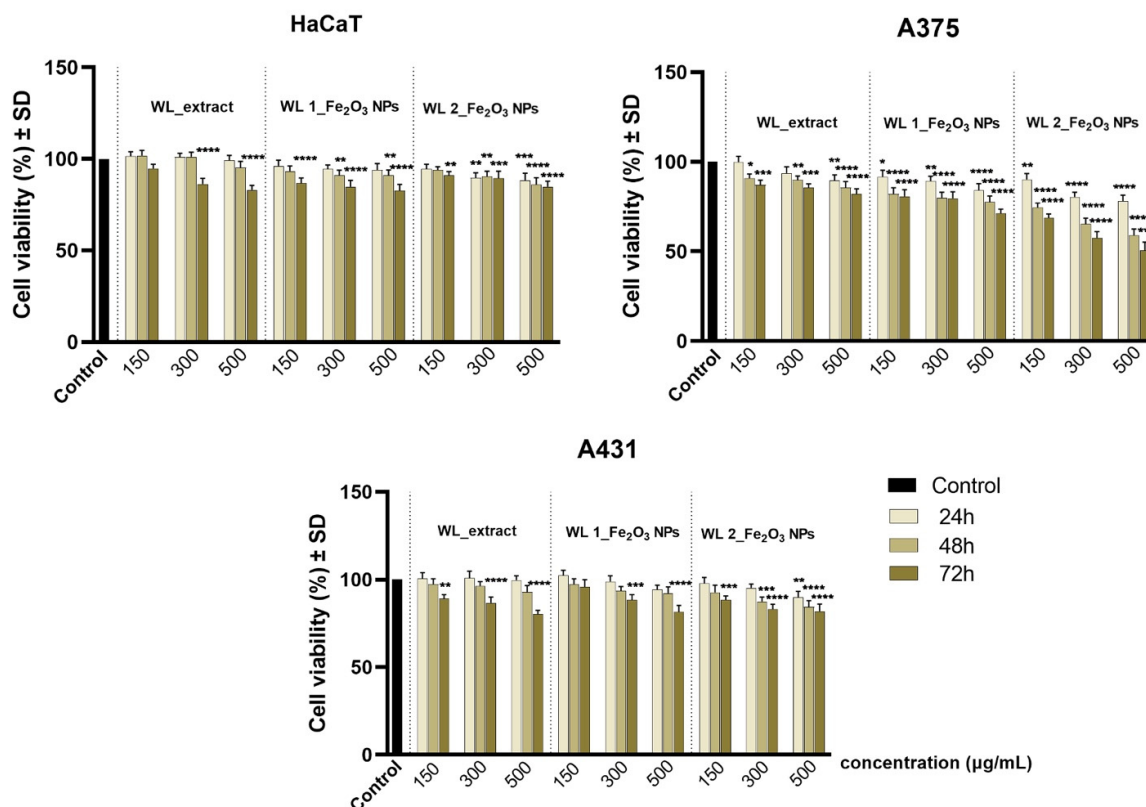 HaCaT
Cell viability (%) ± SD
150
100
50
0
WL_extract
WL 1_Fe₂O₃ NPs
WL 2_Fe₂O₃ NPs
**** **** **** ** **** ** **** ** ** ** *** *** **** ****
Control
150 300 500 150 300 500 150 300 500
A375
Cell viability (%) ± SD
150
100
50
0
WL_extract
WL 1_Fe₂O₃ NPs
WL 2_Fe₂O₃ NPs
* *** ** *** ** **** **** * **** **** ** **** **** **** **** **** ** **** **** **** **** **** **** ****
Control
150 300 500 150 300 500 150 300 500
A431
Cell viability (%) ± SD
150
100
50
0
WL_extract
WL 1_Fe₂O₃ NPs
WL 2_Fe₂O₃ NPs
** **** **** *** **** *** *** **** ** **** ****
Control
150 300 500 150 300 500 150 300 500
concentration (µg/mL)
Control
24h
48h
72h